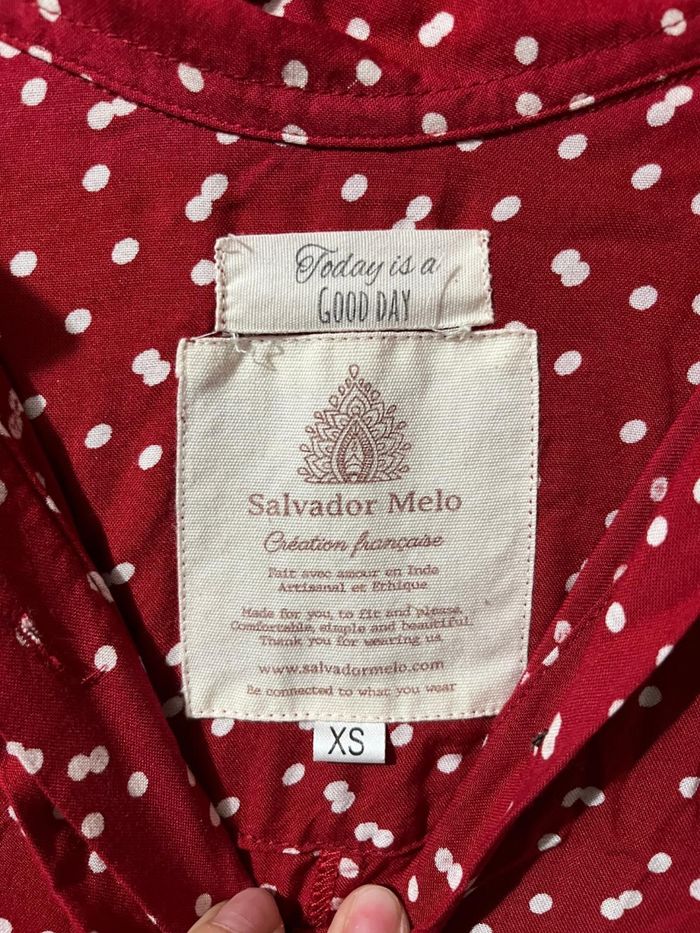 Today is a
GOOD DAY
Salvador Melo
Création française
Fait avec amour en Inde
Artisanal et Ethique
Made for you to fit and please.
Comfortable, simple and beautiful.
Thank you for wearing us.
www.salvadormelo.com
Be connected to what you wear
XS